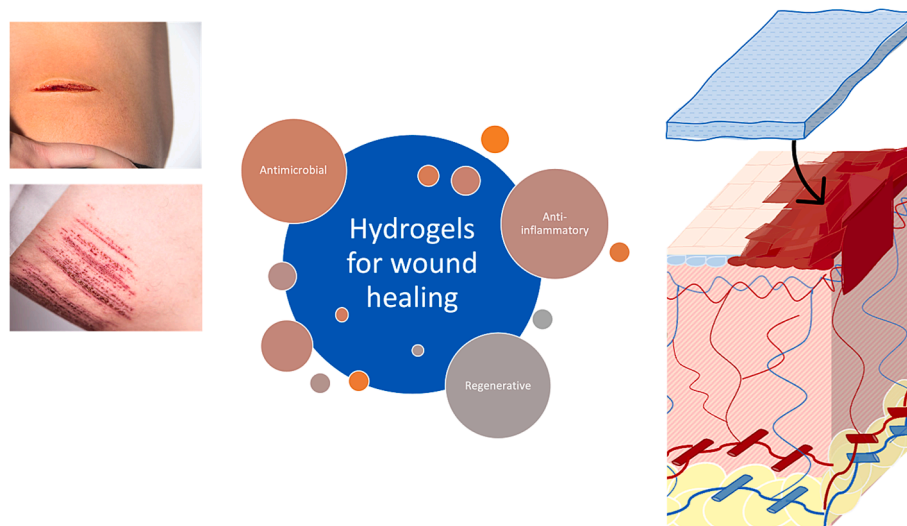 Antimicrobial
Hydrogels
for wound
healing
Anti-
inflammatory
Regenerative